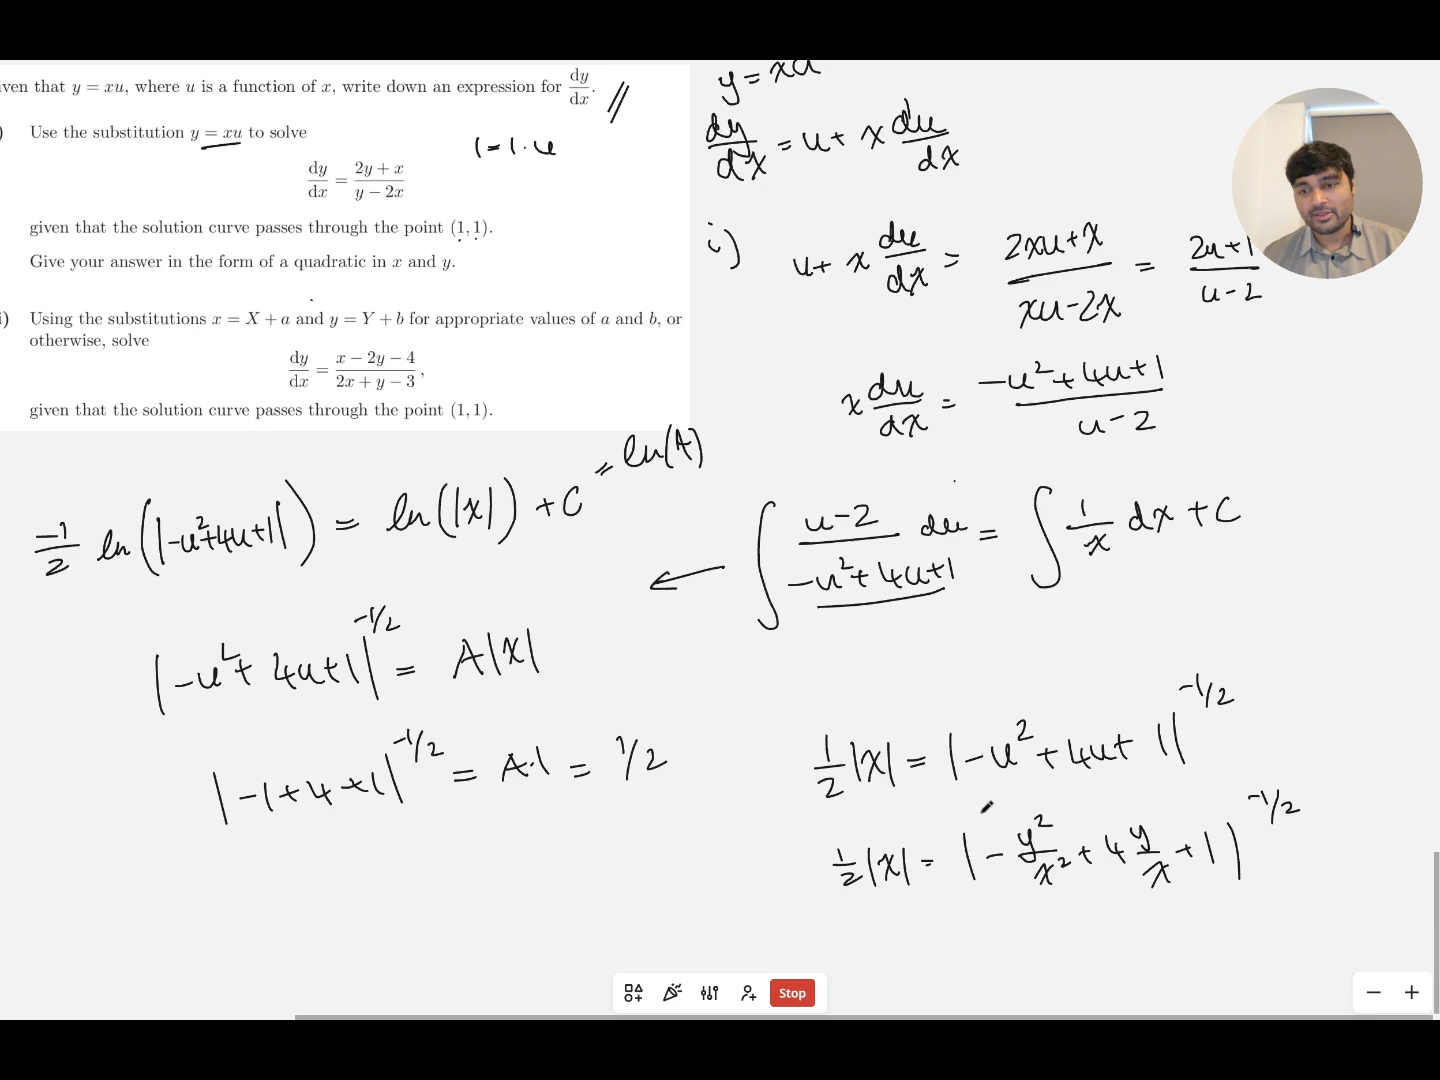 ven that y = xu, where u is a function of x, write down an expression for dy/dx. //
) Use the substitution y = xu to solve
1 = 1 . u
dy/dx = (2y + x)/(y − 2x)
given that the solution curve passes through the point (1, 1).
Give your answer in the form of a quadratic in x and y.
i) Using the substitutions x = X + a and y = Y + b for appropriate values of a and b, or
otherwise, solve
dy/dx = (x − 2y − 4)/(2x + y − 3),
given that the solution curve passes through the point (1, 1).
y = xu
dy/dx = u + x du/dx
i) u + x du/dx = (2xu + x)/(xu − 2x) = (2u + 1)/(u − 2)
x du/dx = (−u² + 4u + 1)/(u − 2)
∫ (u − 2)/(−u² + 4u + 1) du = ∫ 1/x dx + C
←
−1/2 ln(|−u² + 4u + 1|) = ln(|x|) + C = ln(A)
|−u² + 4u + 1|^(−1/2) = A|x|
|−1 + 4 + 1|^(−1/2) = A·1 = 1/2
1/2 |x| = |−u² + 4u + 1|^(−1/2)
1/2 |x| = |−y²/x² + 4 y/x + 1|^(−1/2)
Stop